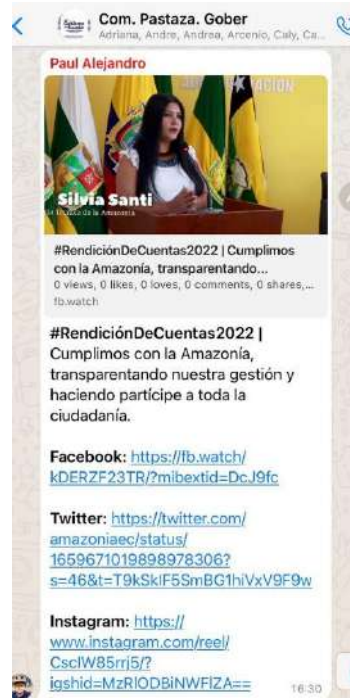 Com. Pastaza. Gober
Adriana, Andre, Andrea, Arcenio, Caly, Ca...
Paul Alejandro
Silvia Santi
#RendiciónDeCuentas2022 | Cumplimos
con la Amazonía, transparentando...
0 views, 0 likes, 0 loves, 0 comments, 0 shares,...
fb.watch
#RendiciónDeCuentas2022 |
Cumplimos con la Amazonía,
transparentando nuestra gestión y
haciendo partícipe a toda la
ciudadanía.
Facebook: https://fb.watch/
kDERZF23TR/?mibextid=DcJ9fc
Twitter: https://twitter.com/
amazoniaec/status/
1659671019898978306?
s=46&t=T9kSklF5SmBG1hiVxV9F9w
Instagram: https://
www.instagram.com/reel/
CsclW85rrj5/?
igshid=MzRlODBiNWFlZA==
16:30